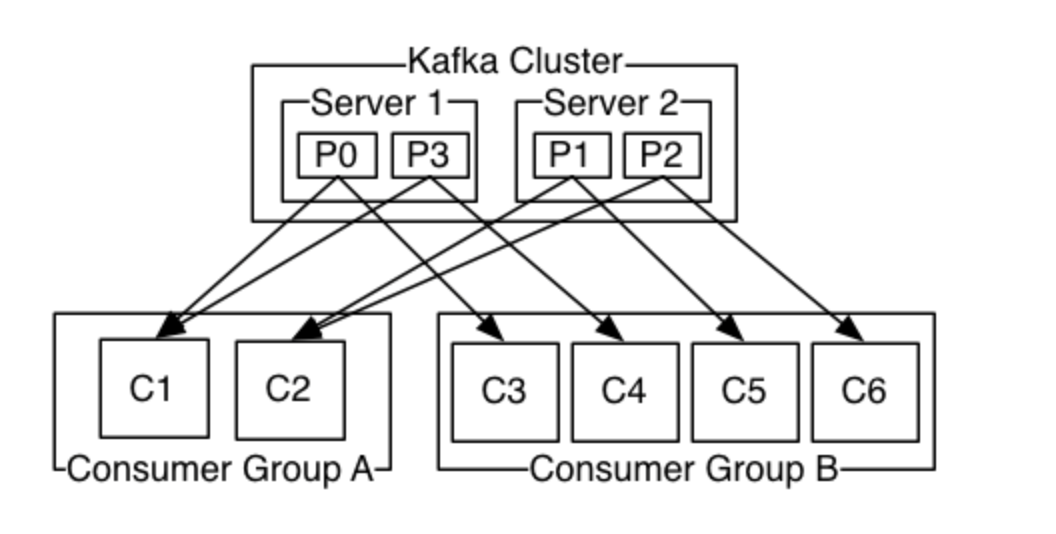 Kafka Cluster
Server 1 Server 2
P0 P3 P1 P2
C1 C2 C3 C4 C5 C6
Consumer Group A Consumer Group B